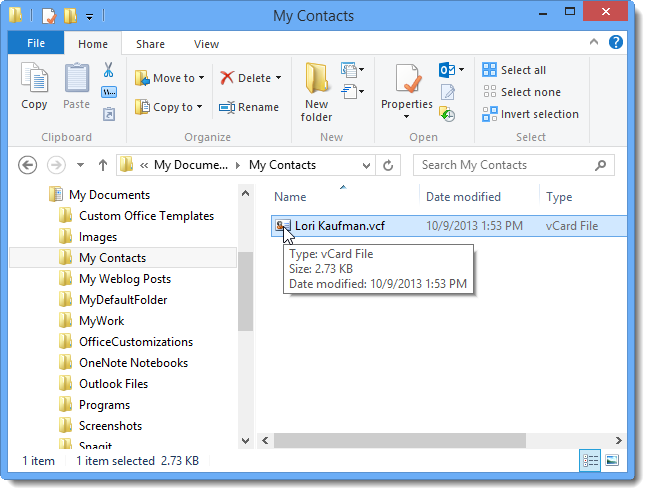 My Contacts
File Home Share View
Copy
Paste
Move to
Copy to
Delete
Rename
New
folder
Properties
Select all
Select none
Invert selection
Clipboard Organize New Open Select
« My Docume... My Contacts Search My Contacts
Name Date modified Type
Lori Kaufman.vcf 10/9/2013 1:53 PM vCard File
Type: vCard File
Size: 2.73 KB
Date modified: 10/9/2013 1:53 PM
My Documents
Custom Office Templates
Images
My Contacts
My Weblog Posts
MyDefaultFolder
MyWork
OfficeCustomizations
OneNote Notebooks
Outlook Files
Programs
Screenshots
Snagit
1 item 1 item selected 2.73 KB